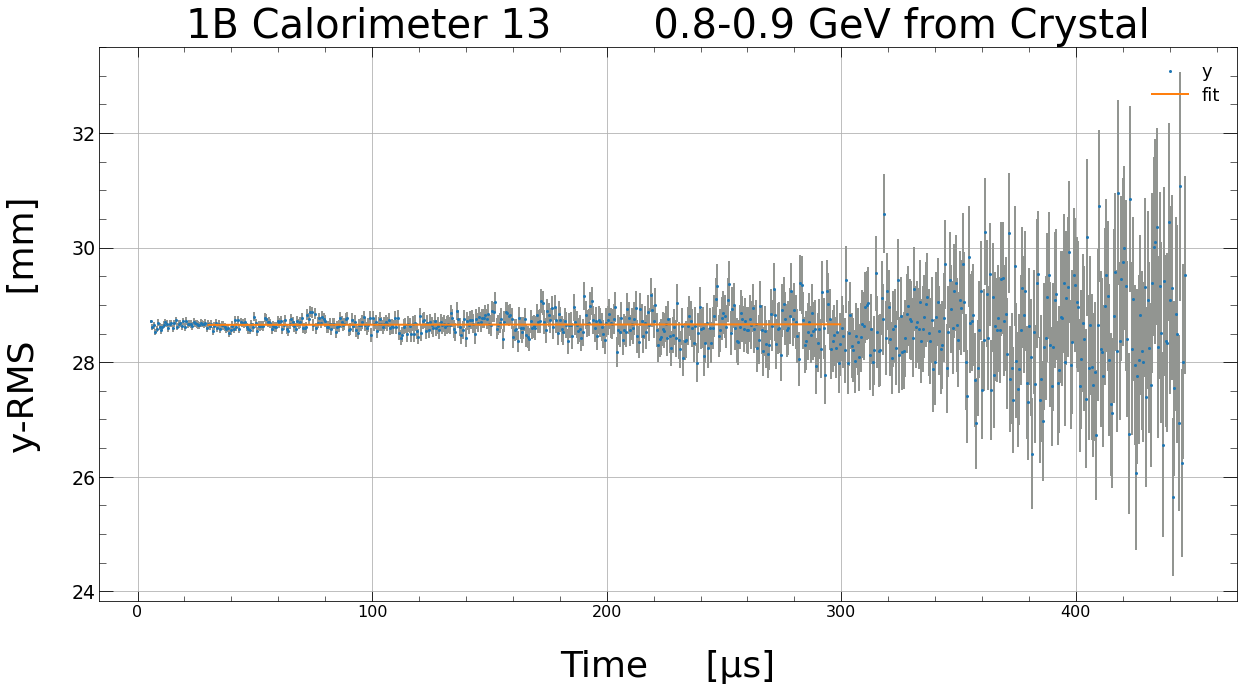 1B Calorimeter 13 0.8-0.9 GeV from Crystal
y
fit
32
30
28
26
24
y-RMS [mm]
0 100 200 300 400
Time [µs]